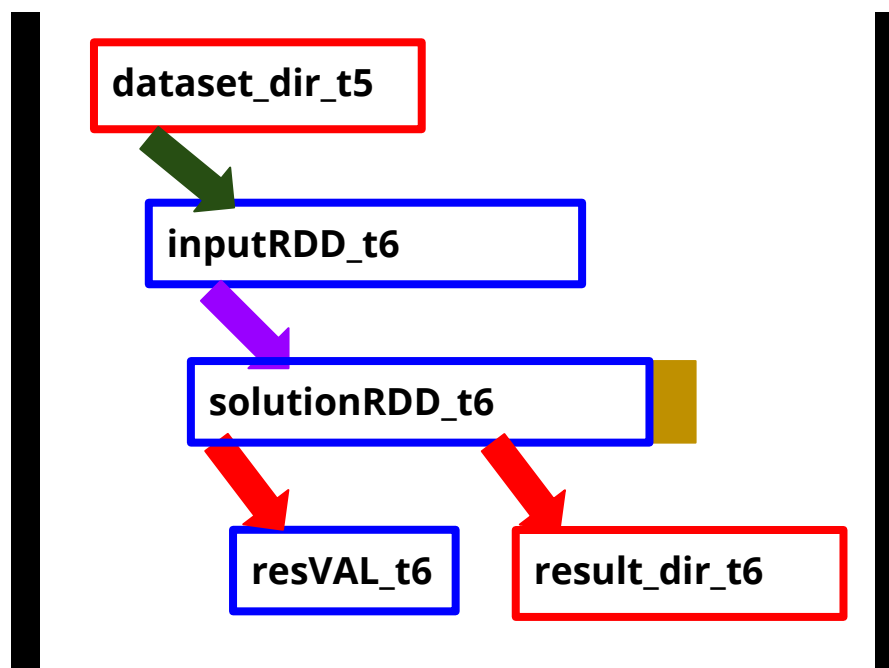 dataset_dir_t5
inputRDD_t6
solutionRDD_t6
resVAL_t6
result_dir_t6